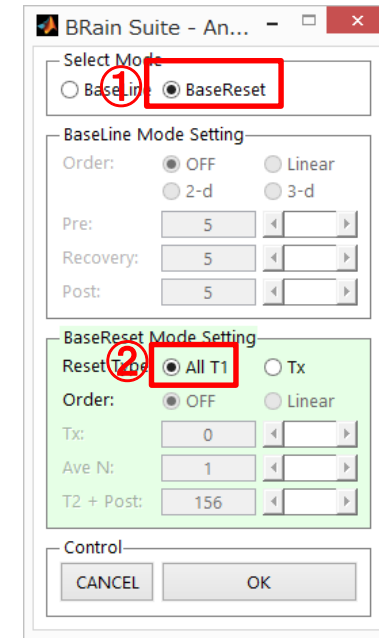 BRain Suite - An...
Select Mode
① BaseLine BaseReset
BaseLine Mode Setting
Order: OFF Linear
2-d 3-d
Pre: 5
Recovery: 5
Post: 5
BaseReset Mode Setting
Reset Type ② All T1 Tx
Order: OFF Linear
Tx: 0
Ave N: 1
T2 + Post: 156
Control
CANCEL OK